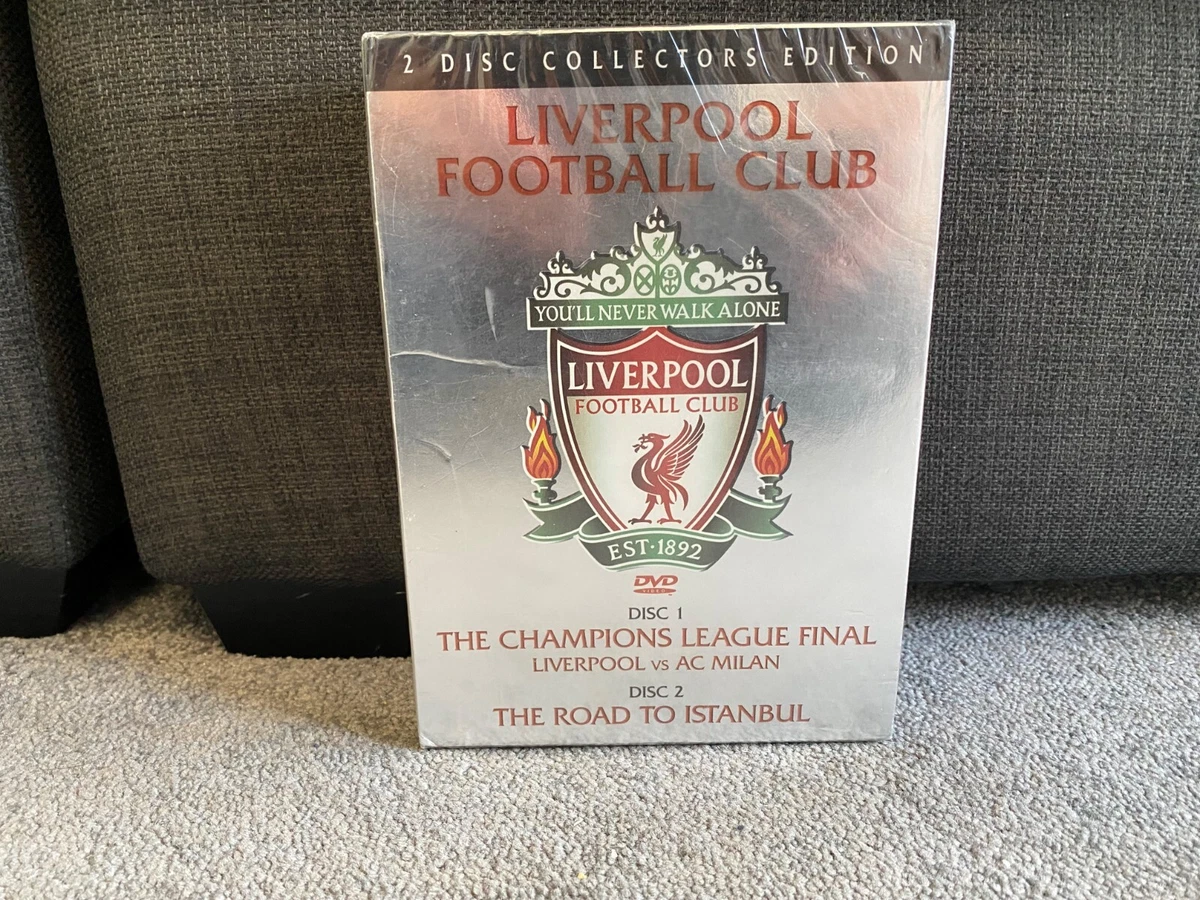 2 DISC COLLECTORS EDITION
LIVERPOOL
FOOTBALL CLUB
YOU'LL NEVER WALK ALONE
LIVERPOOL
FOOTBALL CLUB
EST·1892
DVD
VIDEO
DISC 1
THE CHAMPIONS LEAGUE FINAL
LIVERPOOL VS AC MILAN
DISC 2
THE ROAD TO ISTANBUL